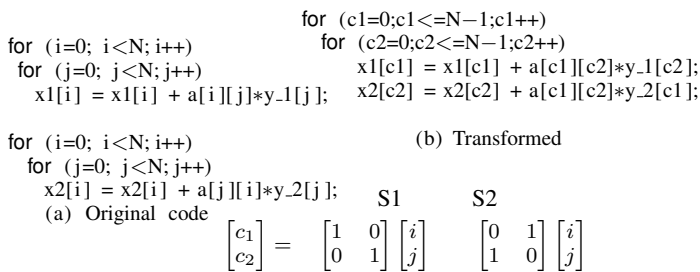 for (i=0; i<N; i++)
for (j=0; j<N; j++)
x1[i] = x1[i] + a[i][j]*y_1[j];
for (i=0; i<N; i++)
for (j=0; j<N; j++)
x2[i] = x2[i] + a[j][i]*y_2[j];
(a) Original code
for (c1=0;c1<=N−1;c1++)
for (c2=0;c2<=N−1;c2++)
x1[c1] = x1[c1] + a[c1][c2]*y_1[c2];
x2[c2] = x2[c2] + a[c1][c2]*y_2[c1];
(b) Transformed
S1 S2
[c₁ c₂] = [1 0 0 1] [i j] [0 1 1 0] [i j]